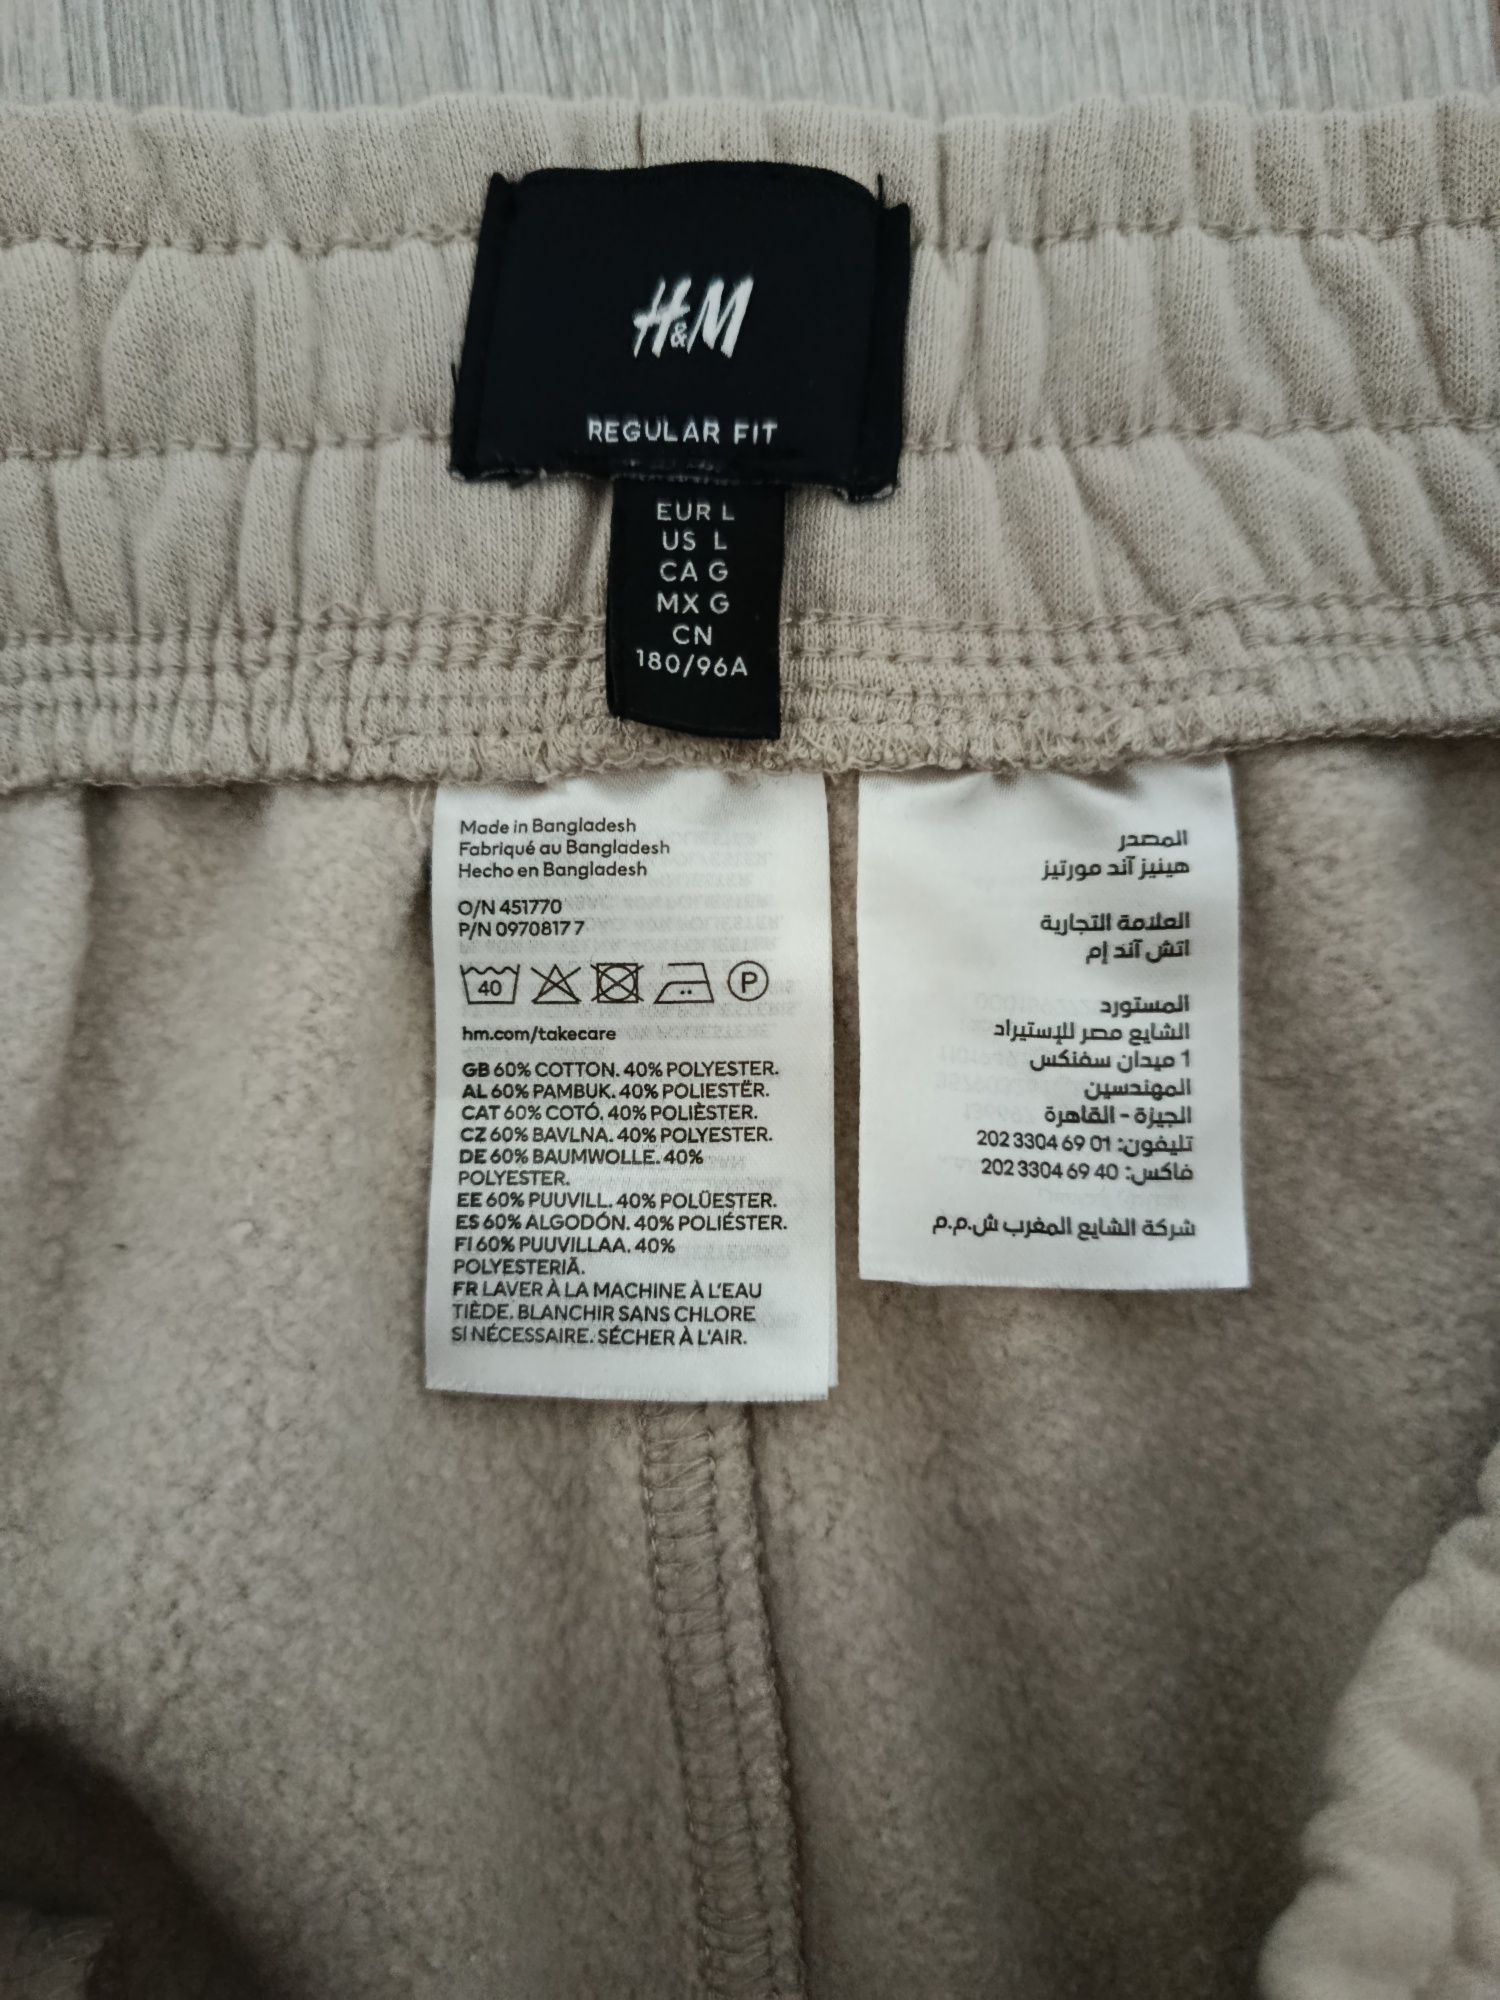 H&M
REGULAR FIT
EUR L
US L
CA G
MX G
CN
180/96A
Made in Bangladesh
Fabriqué au Bangladesh
Hecho en Bangladesh
O/N 451770
P/N 0970817 7
40
P
hm.com/takecare
GB 60% COTTON. 40% POLYESTER.
AL 60% PAMBUK. 40% POLIESTËR.
CAT 60% COTÓ. 40% POLIÈSTER.
CZ 60% BAVLNA. 40% POLYESTER.
DE 60% BAUMWOLLE. 40%
POLYESTER.
EE 60% PUUVILL. 40% POLÜESTER.
ES 60% ALGODÓN. 40% POLIÉSTER.
FI 60% PUUVILLAA. 40%
POLYESTERIÄ.
FR LAVER À LA MACHINE À L'EAU
TIÈDE. BLANCHIR SANS CHLORE
SI NÉCESSAIRE. SÉCHER À L'AIR.
المصدر
هينيز آند مورتيز
العلامة التجارية
اتش آند إم
المستورد
الشايع مصر للإستيراد
1 ميدان سفنكس
المهندسين
الجيزة - القاهرة
تليفون: 01 69 3304 202
فاكس: 40 69 3304 202
شركة الشايع المغرب ش.م.م